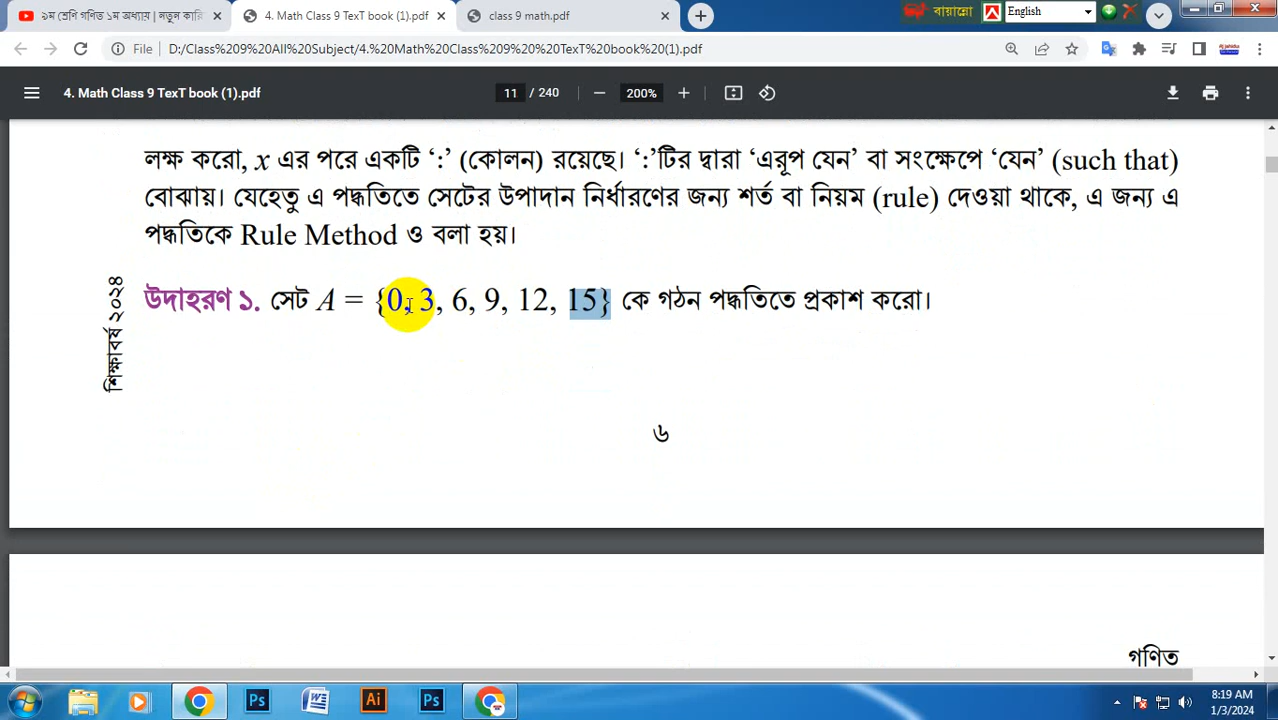 ৯ম শ্রেণি গণিত ১ম অধ্যায় | নতুন কারি
4. Math Class 9 TexT book (1).pdf
class 9 math.pdf
বায়ান্নো
English
File
D:/Class%209%20All%20Subject/4.%20Math%20Class%209%20%20TexT%20book%20(1).pdf
4. Math Class 9 TexT book (1).pdf
11 / 240
200%
লক্ষ করো, x এর পরে একটি ‘:’ (কোলন) রয়েছে। ‘:’টির দ্বারা ‘এরূপ যেন’ বা সংক্ষেপে ‘যেন’ (such that)
বোঝায়। যেহেতু এ পদ্ধতিতে সেটের উপাদান নির্ধারণের জন্য শর্ত বা নিয়ম (rule) দেওয়া থাকে, এ জন্য এ
পদ্ধতিকে Rule Method ও বলা হয়।
উদাহরণ ১. সেট A = {0, 3, 6, 9, 12, 15} কে গঠন পদ্ধতিতে প্রকাশ করো।
শিক্ষাবর্ষ ২০২৪
৬
গণিত
8:19 AM
1/3/2024